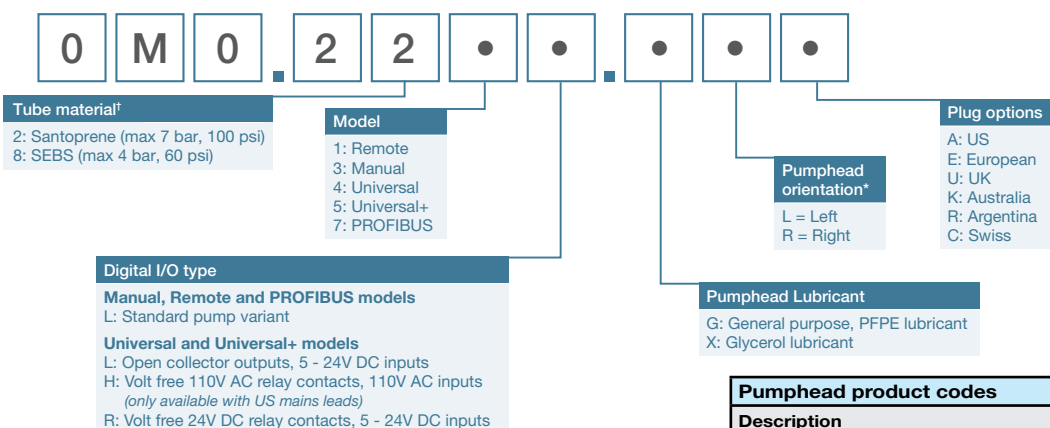 0 M 0 . 2 2 • • . • • •
Tube material†
2: Santoprene (max 7 bar, 100 psi)
8: SEBS (max 4 bar, 60 psi)
Model
1: Remote
3: Manual
4: Universal
5: Universal+
7: PROFIBUS
Plug options
A: US
E: European
U: UK
K: Australia
R: Argentina
C: Swiss
Pumphead
orientation*
L = Left
R = Right
Digital I/O type
Manual, Remote and PROFIBUS models
L: Standard pump variant
Universal and Universal+ models
L: Open collector outputs, 5 - 24V DC inputs
H: Volt free 110V AC relay contacts, 110V AC inputs
(only available with US mains leads)
R: Volt free 24V DC relay contacts, 5 - 24V DC inputs
Pumphead Lubricant
G: General purpose, PFPE lubricant
X: Glycerol lubricant
Pumphead product codes
Description